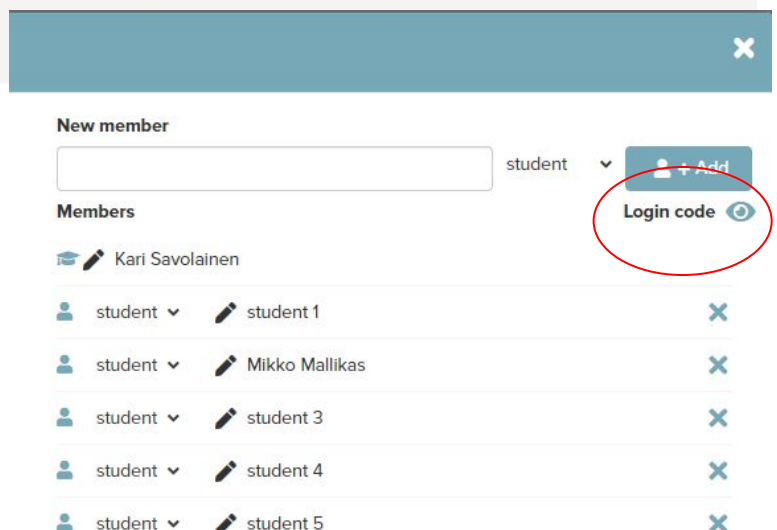 New member
student + Add
Members Login code
Kari Savolainen
student student 1
student Mikko Mallikas
student student 3
student student 4
student student 5